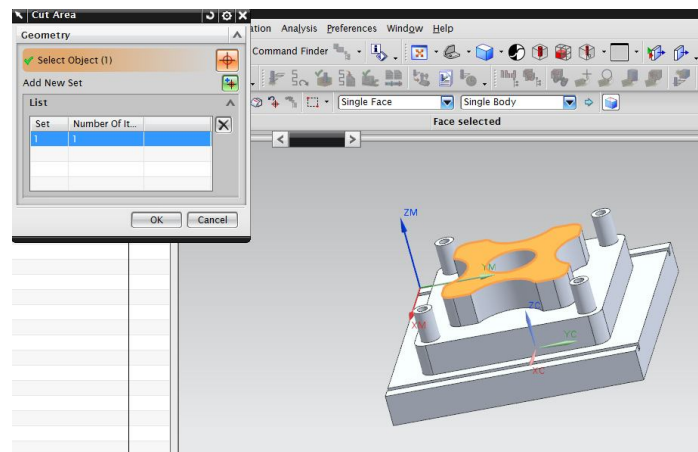 Cut Area
Geometry
Select Object (1)
Add New Set
List
Set Number Of It...
1 1
OK Cancel
ation Analysis Preferences Window Help
Command Finder
Single Face Single Body
Face selected
ZM
YM
XM
ZC
YC
XC